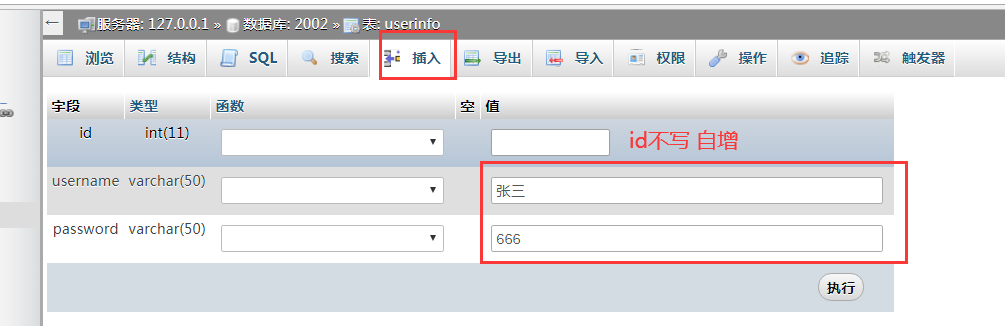 服务器: 127.0.0.1 » 数据库: 2002 » 表: userinfo
浏览 结构 SQL 搜索 插入 导出 导入 权限 操作 追踪 触发器
字段 类型 函数 空 值
id int(11) id不写 自增
username varchar(50) 张三
password varchar(50) 666
执行